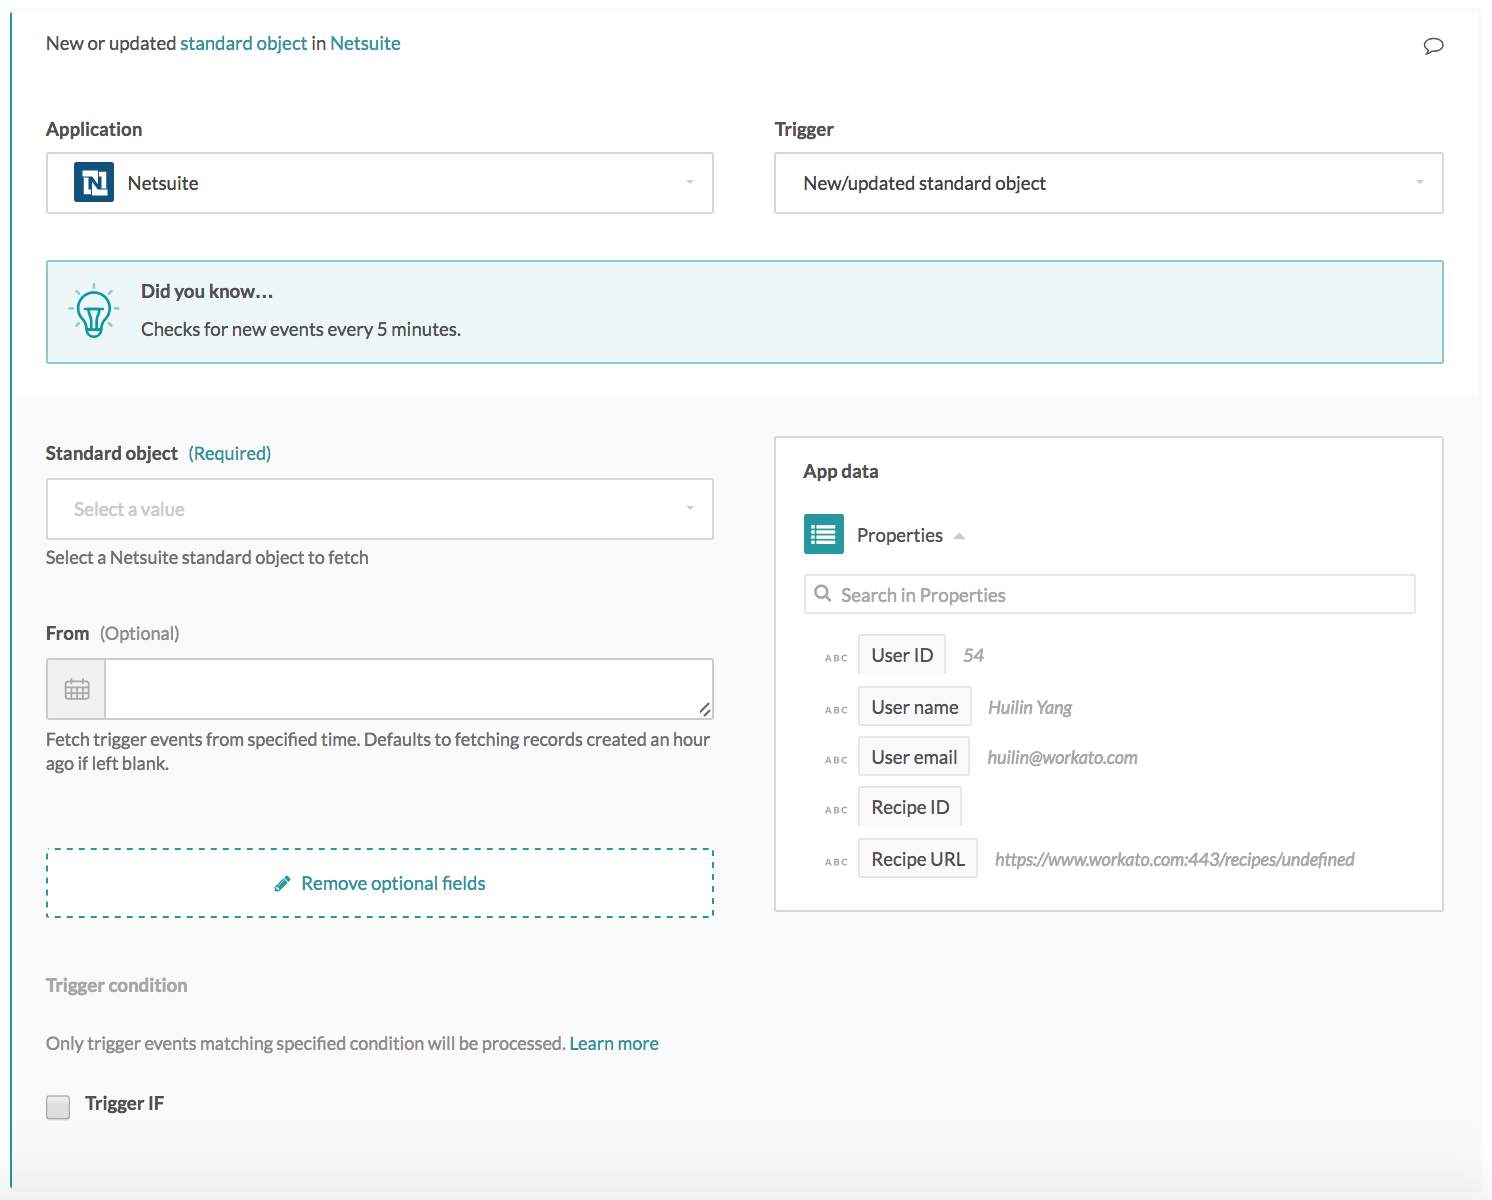 New or updated standard object in Netsuite
Application
Netsuite
Trigger
New/updated standard object
Did you know...
Checks for new events every 5 minutes.
Standard object (Required)
Select a value
Select a Netsuite standard object to fetch
From (Optional)
Fetch trigger events from specified time. Defaults to fetching records created an hour
ago if left blank.
Remove optional fields
Trigger condition
Only trigger events matching specified condition will be processed. Learn more
Trigger IF
App data
Properties
Search in Properties
ABC User ID 54
ABC User name Huilin Yang
ABC User email huilin@workato.com
ABC Recipe ID
ABC Recipe URL https://www.workato.com:443/recipes/undefined